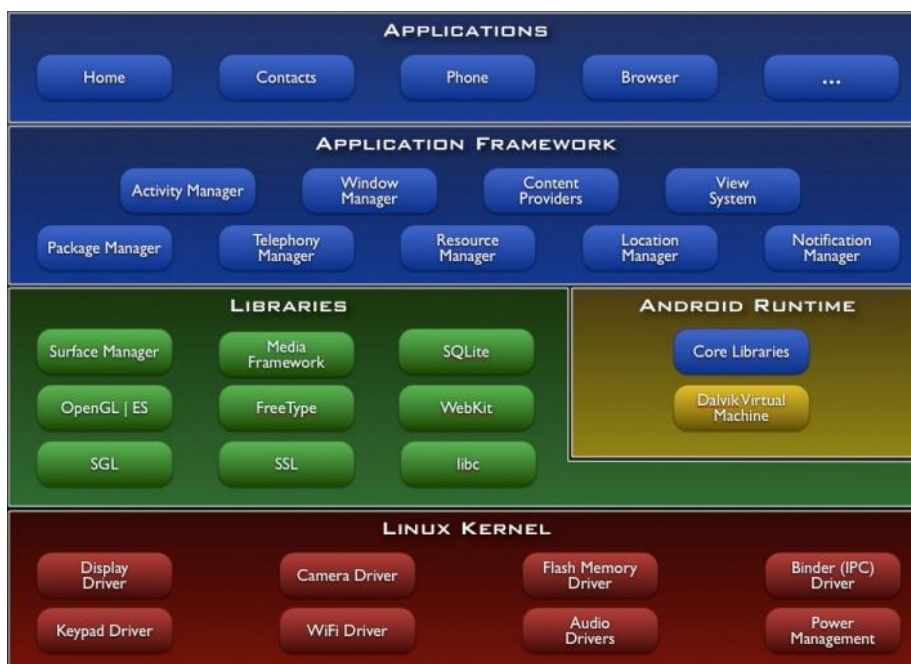 APPLICATIONS
Home
Contacts
Phone
Browser
...
APPLICATION FRAMEWORK
Activity Manager
Window
Manager
Content
Providers
View
System
Package Manager
Telephony
Manager
Resource
Manager
Location
Manager
Notification
Manager
LIBRARIES
Surface Manager
Media
Framework
SQLite
OpenGL | ES
FreeType
WebKit
SGL
SSL
libc
ANDROID RUNTIME
Core Libraries
Dalvik Virtual
Machine
LINUX KERNEL
Display
Driver
Camera Driver
Flash Memory
Driver
Binder (IPC)
Driver
Keypad Driver
WiFi Driver
Audio
Drivers
Power
Management